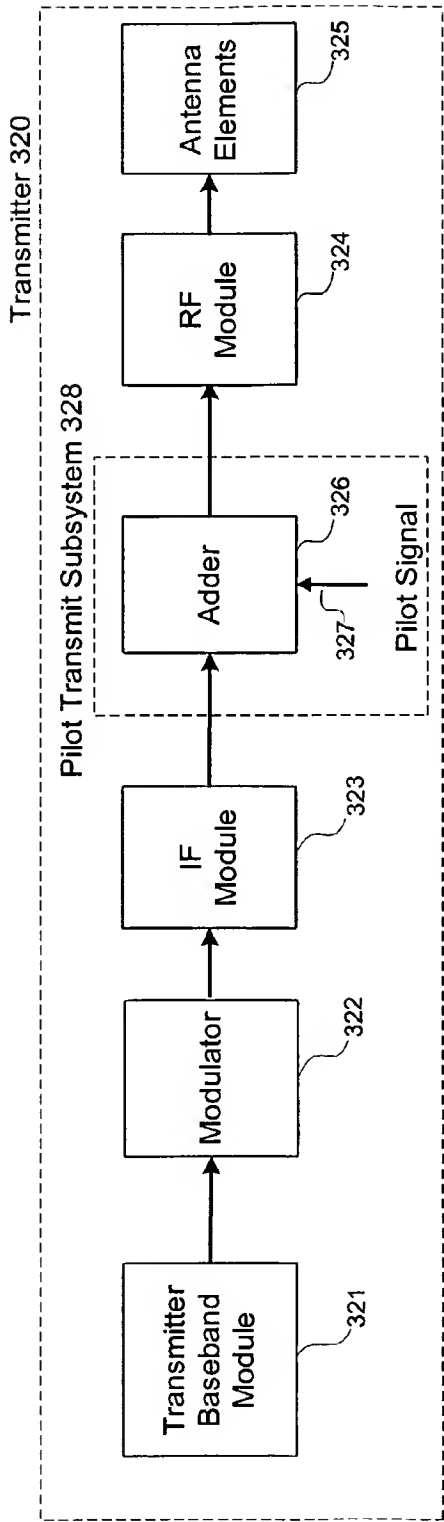 Transmitter 320
Pilot Transmit Subsystem 328
Transmitter
Baseband
Module
321
Modulator
322
IF
Module
323
Adder
326
327
Pilot Signal
RF
Module
324
Antenna
Elements
325